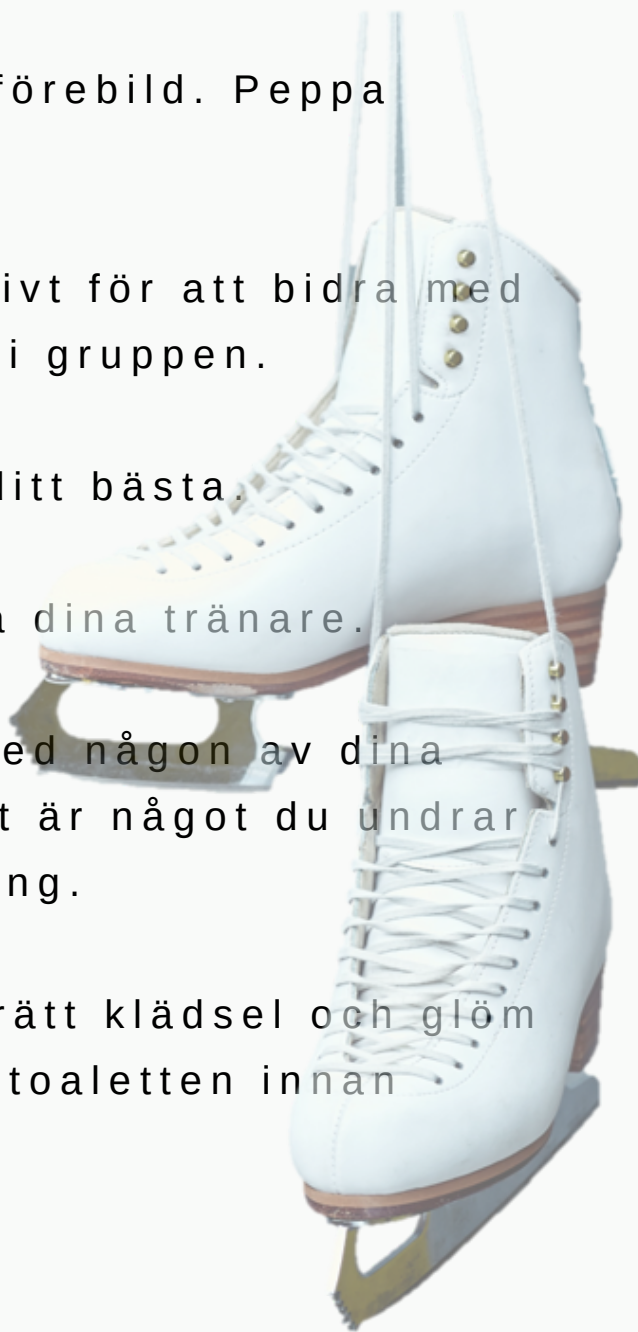 förebild. Peppa
ivt för att bidra med
i gruppen.
ditt bästa.
dina tränare.
ed någon av dina
t är något du undrar
ng.
rätt klädsel och glöm
toaletten innan